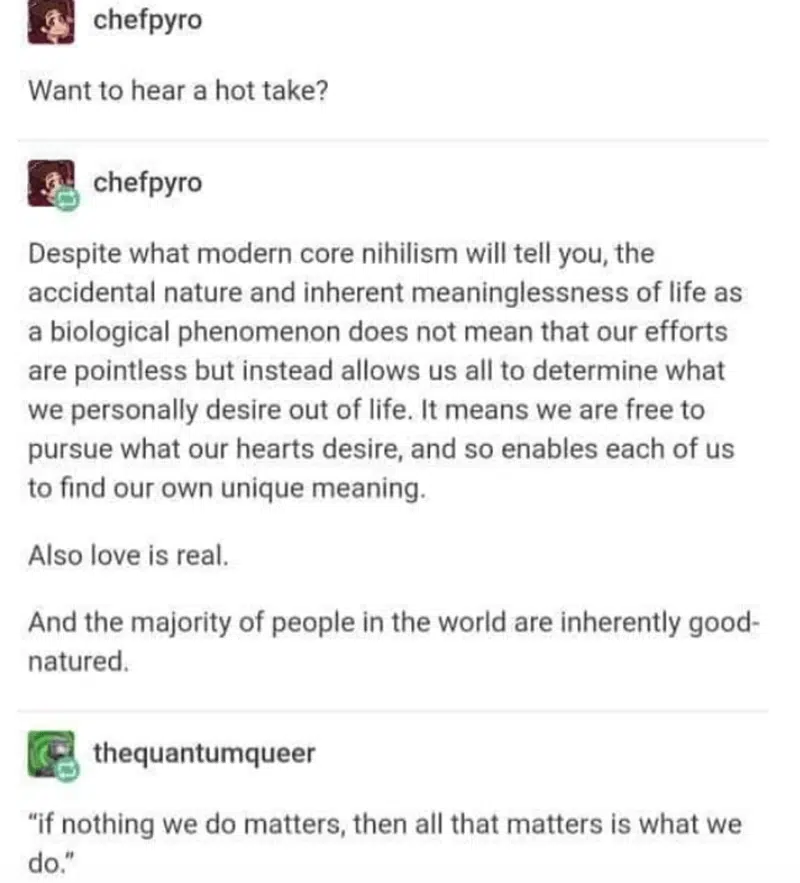 chefpyro
Want to hear a hot take?
chefpyro
Despite what modern core nihilism will tell you, the
accidental nature and inherent meaninglessness of life as
a biological phenomenon does not mean that our efforts
are pointless but instead allows us all to determine what
we personally desire out of life. It means we are free to
pursue what our hearts desire, and so enables each of us
to find our own unique meaning.
Also love is real.
And the majority of people in the world are inherently good-
natured.
thequantumqueer
“if nothing we do matters, then all that matters is what we
do.”